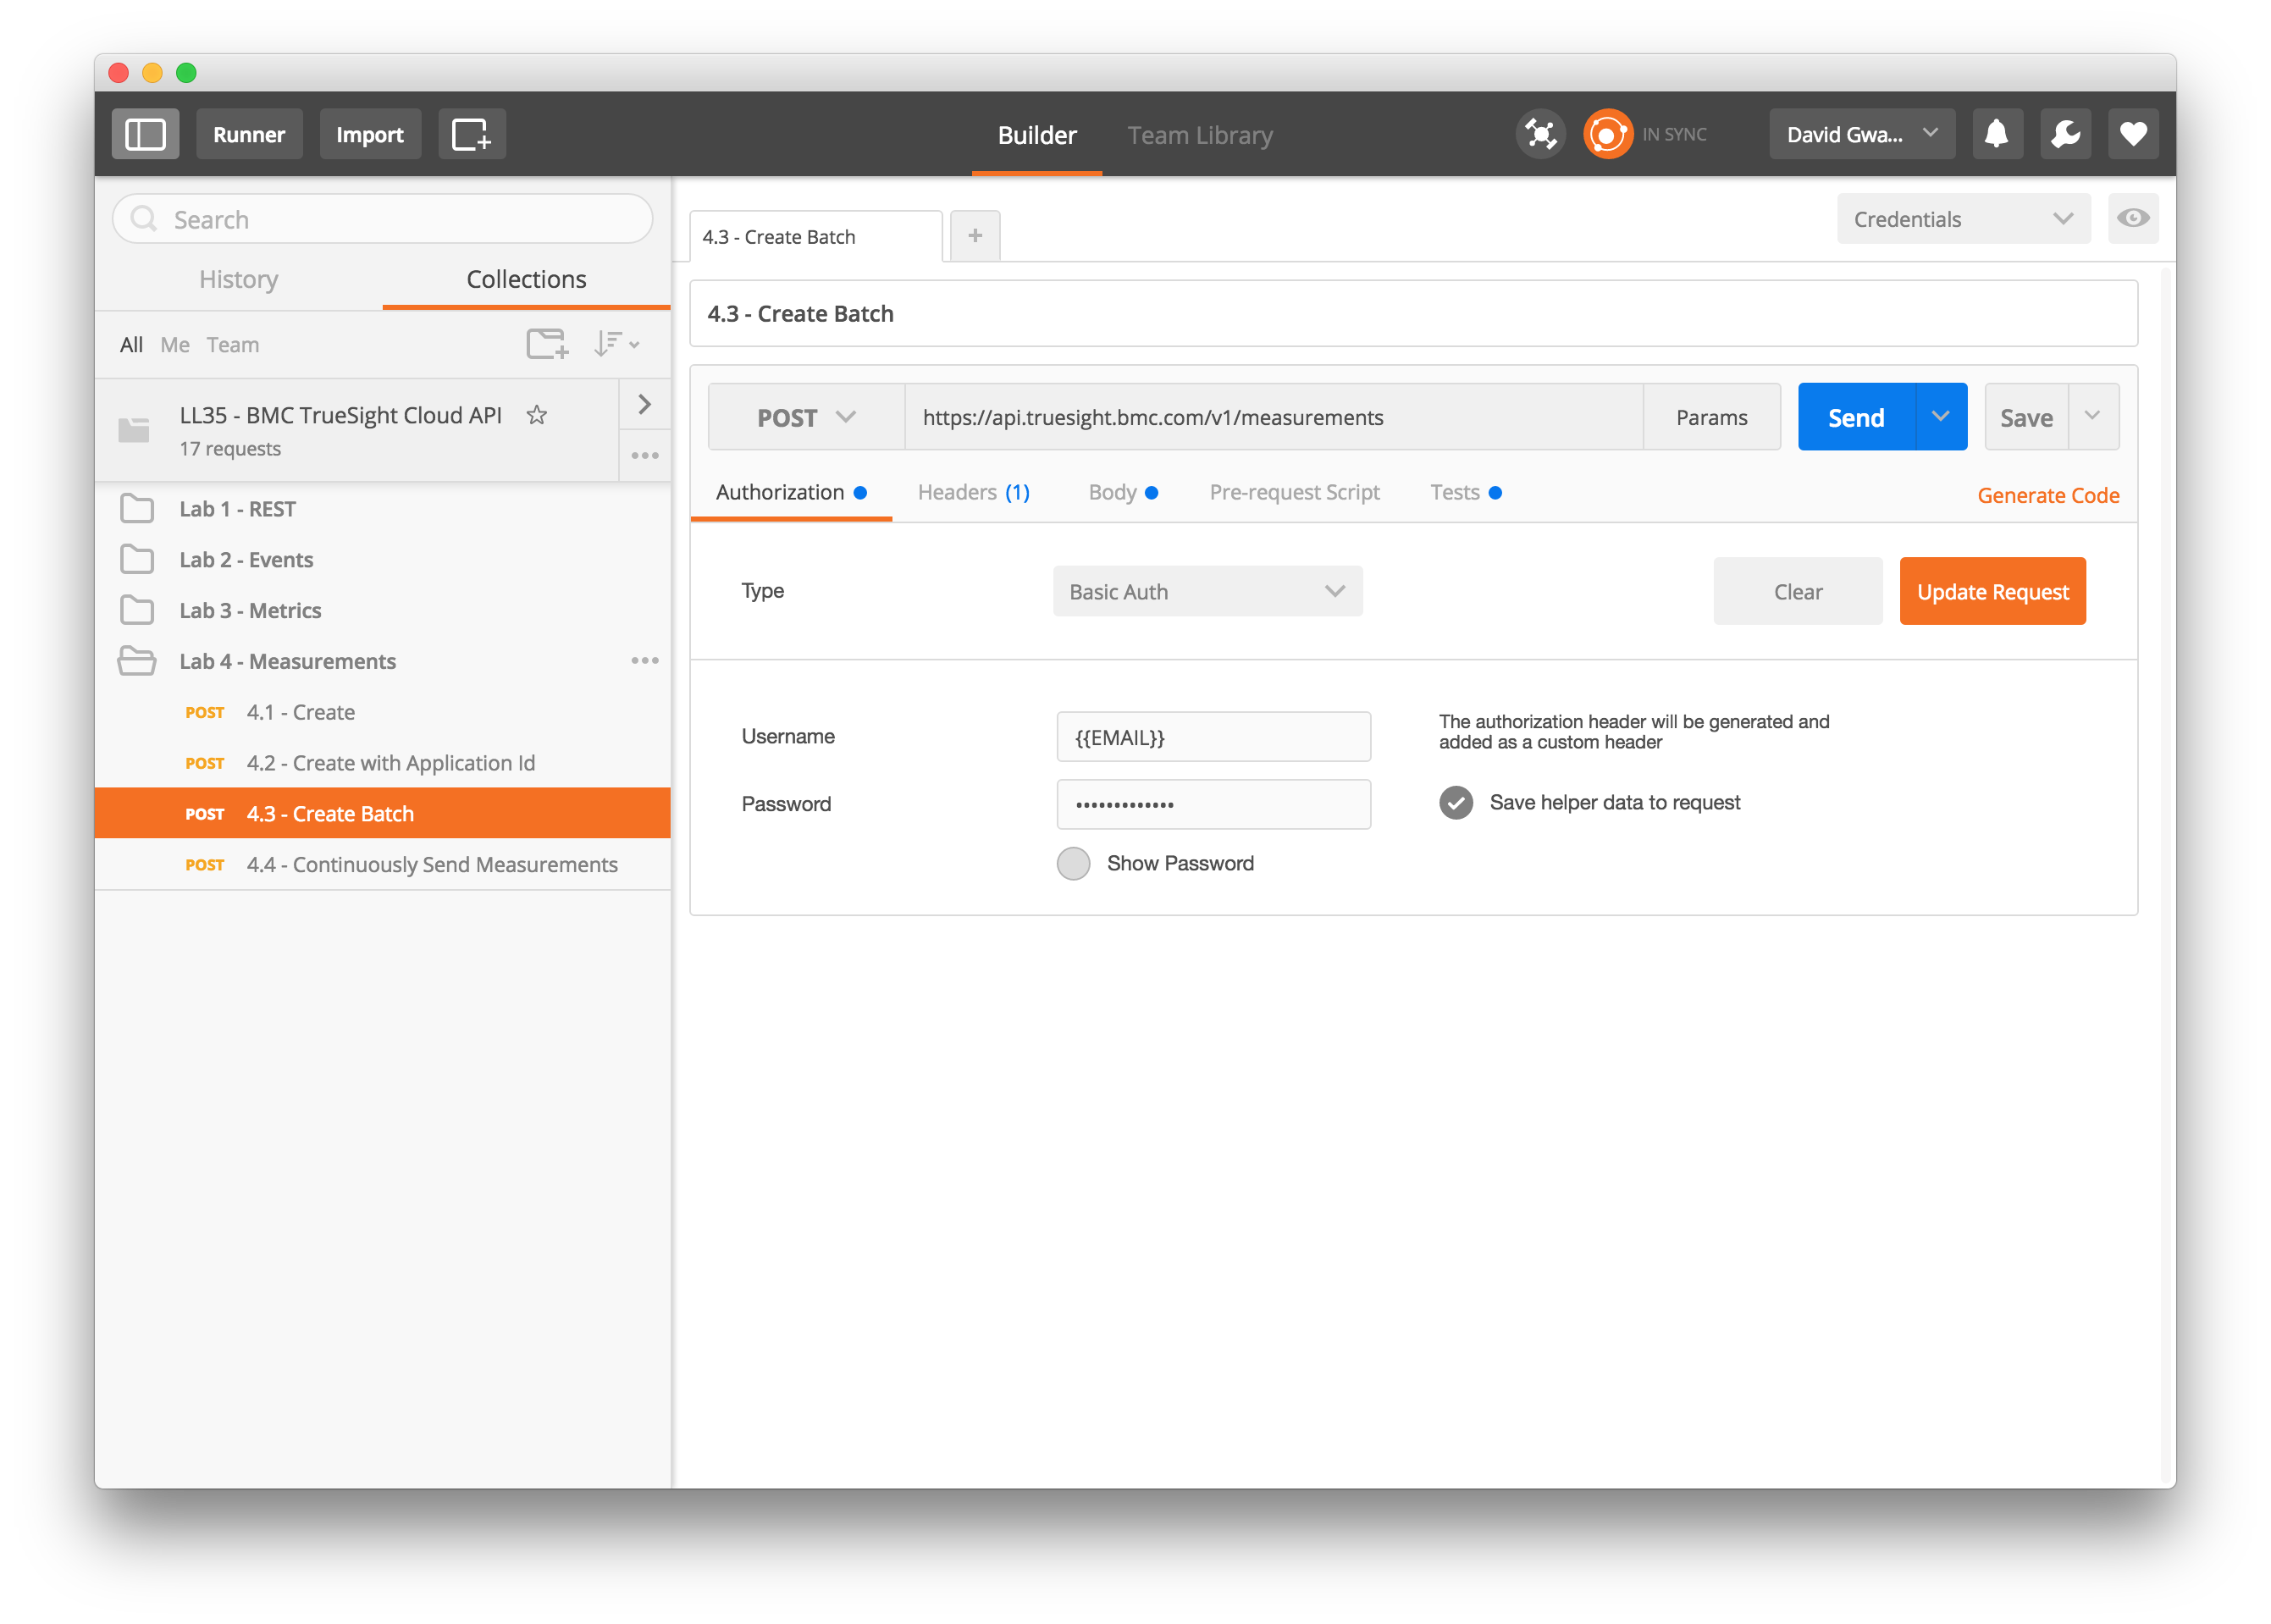 Runner
Import
Builder
Team Library
IN SYNC
David Gwa...
Search
History
Collections
All Me Team
LL35 - BMC TrueSight Cloud API
17 requests
Lab 1 - REST
Lab 2 - Events
Lab 3 - Metrics
Lab 4 - Measurements
POST 4.1 - Create
POST 4.2 - Create with Application Id
POST 4.3 - Create Batch
POST 4.4 - Continuously Send Measurements
4.3 - Create Batch
+
Credentials
4.3 - Create Batch
POST
https://api.truesight.bmc.com/v1/measurements
Params
Send
Save
Authorization
Headers (1)
Body
Pre-request Script
Tests
Generate Code
Type
Basic Auth
Clear
Update Request
Username
{{EMAIL}}
The authorization header will be generated and
added as a custom header
Password
•••••••••••••
Save helper data to request
Show Password